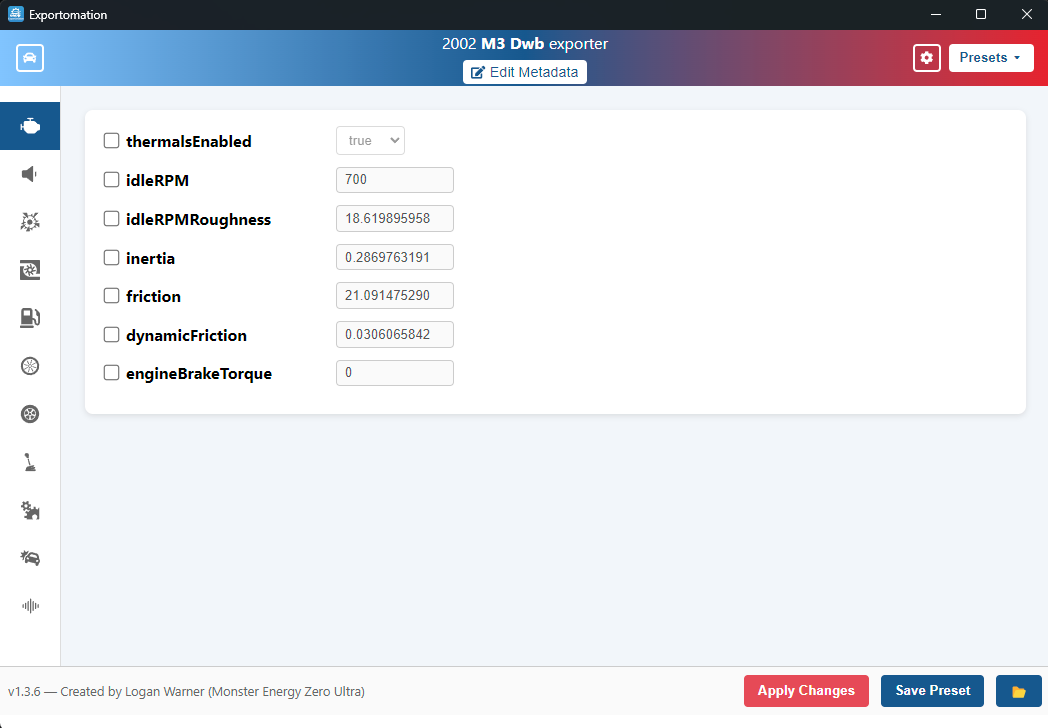 Exportomation
2002 M3 Dwb exporter
Edit Metadata
Presets
thermalsEnabled
true
idleRPM
700
idleRPMRoughness
18.619895958
inertia
0.2869763191
friction
21.091475290
dynamicFriction
0.0306065842
engineBrakeTorque
0
v1.3.6 — Created by Logan Warner (Monster Energy Zero Ultra)
Apply Changes
Save Preset